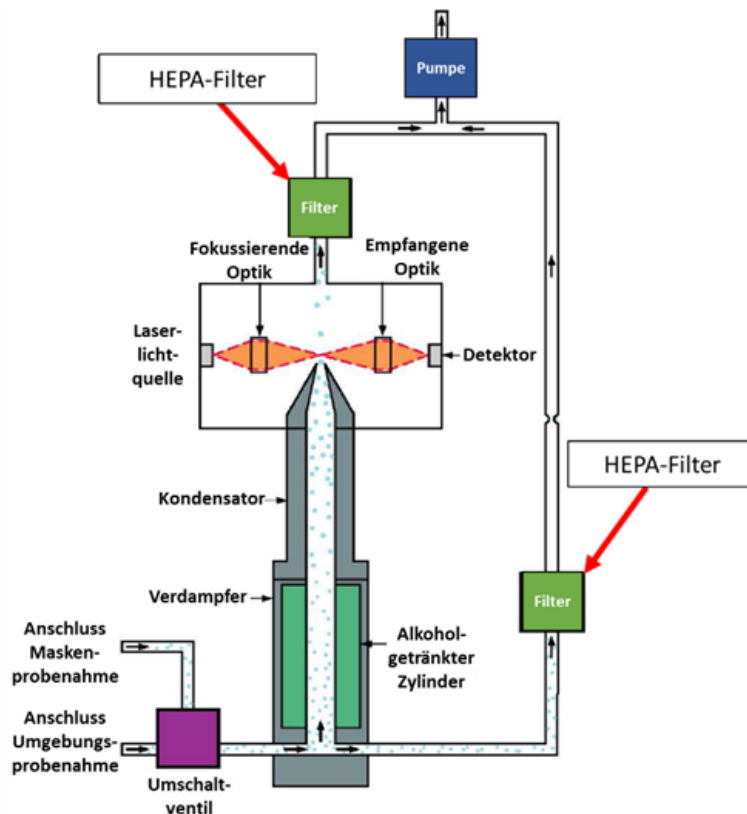 Pumpe
HEPA-Filter
Filter
Fokussierende
Optik
Empfangene
Optik
Laser-
licht-
quelle
Detektor
HEPA-Filter
Kondensator
Verdampfer
Filter
Anschluss
Masken-
probenahme
Alkohol-
getränkter
Zylinder
Anschluss
Umgebungs-
probenahme
Umschalt-
ventil